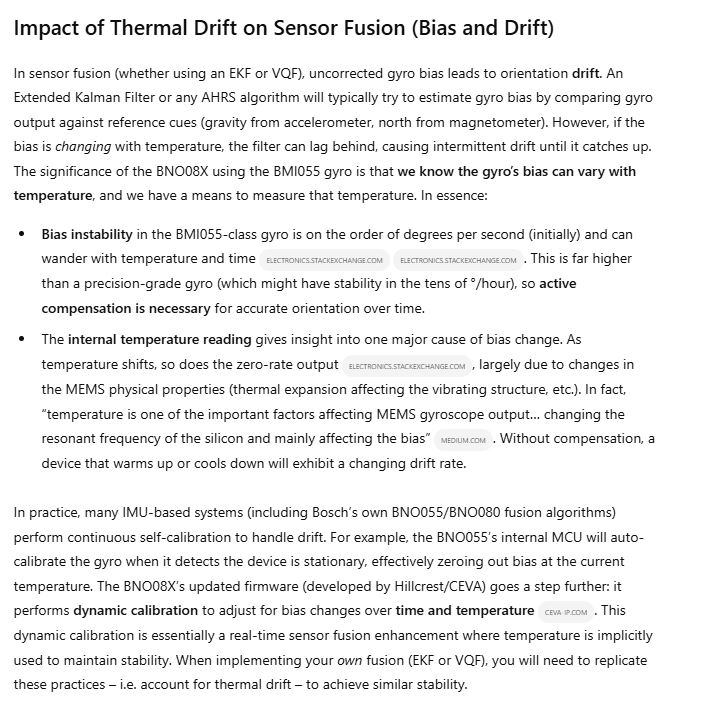 Impact of Thermal Drift on Sensor Fusion (Bias and Drift)
In sensor fusion (whether using an EKF or VQF), uncorrected gyro bias leads to orientation drift. An
Extended Kalman Filter or any AHRS algorithm will typically try to estimate gyro bias by comparing gyro
output against reference cues (gravity from accelerometer, north from magnetometer). However, if the
bias is changing with temperature, the filter can lag behind, causing intermittent drift until it catches up.
The significance of the BNO08X using the BMI055 gyro is that we know the gyro's bias can vary with
temperature, and we have a means to measure that temperature. In essence:
• Bias instability in the BMI055-class gyro is on the order of degrees per second (initially) and can
wander with temperature and time ELECTRONICS.STACKEXCHANGE.COM ELECTRONICS.STACKEXCHANGE.COM . This is far higher
than a precision-grade gyro (which might have stability in the tens of °/hour), so active
compensation is necessary for accurate orientation over time.
• The internal temperature reading gives insight into one major cause of bias change. As
temperature shifts, so does the zero-rate output ELECTRONICS.STACKEXCHANGE.COM , largely due to changes in
the MEMS physical properties (thermal expansion affecting the vibrating structure, etc.). In fact,
“temperature is one of the important factors affecting MEMS gyroscope output… changing the
resonant frequency of the silicon and mainly affecting the bias” MEDIUM.COM . Without compensation, a
device that warms up or cools down will exhibit a changing drift rate.
In practice, many IMU-based systems (including Bosch's own BNO055/BNO080 fusion algorithms)
perform continuous self-calibration to handle drift. For example, the BNO055's internal MCU will auto-
calibrate the gyro when it detects the device is stationary, effectively zeroing out bias at the current
temperature. The BNO08X's updated firmware (developed by Hillcrest/CEVA) goes a step further: it
performs dynamic calibration to adjust for bias changes over time and temperature CEVA-IP.COM . This
dynamic calibration is essentially a real-time sensor fusion enhancement where temperature is implicitly
used to maintain stability. When implementing your own fusion (EKF or VQF), you will need to replicate
these practices – i.e. account for thermal drift – to achieve similar stability.